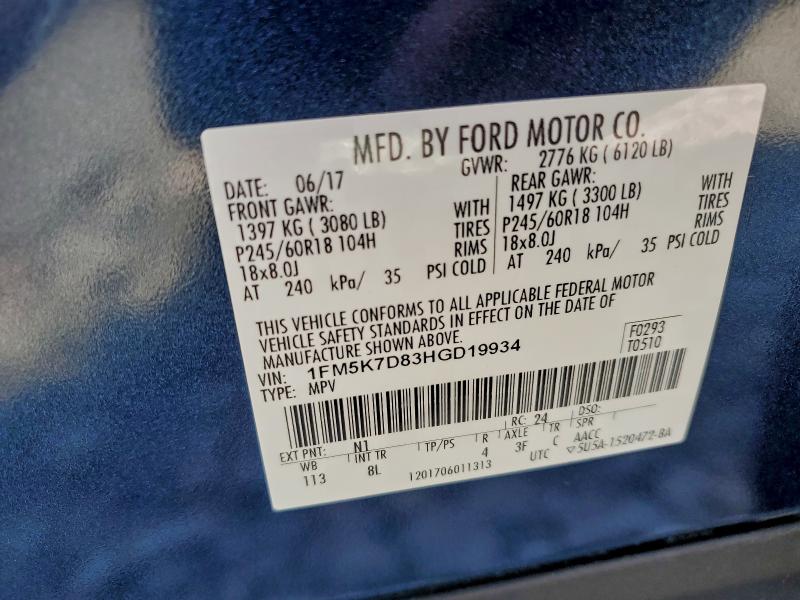 MFD. BY FORD MOTOR CO.
DATE: 06/17 GVWR: 2776 KG ( 6120 LB)
FRONT GAWR: REAR GAWR:
1397 KG ( 3080 LB) WITH 1497 KG ( 3300 LB) WITH
P245/60R18 104H TIRES P245/60R18 104H TIRES
18x8.0J RIMS 18x8.0J RIMS
AT 240 kPa/ 35 PSI COLD AT 240 kPa/ 35 PSI COLD
THIS VEHICLE CONFORMS TO ALL APPLICABLE FEDERAL MOTOR
VEHICLE SAFETY STANDARDS IN EFFECT ON THE DATE OF
MANUFACTURE SHOWN ABOVE.
VIN: 1FM5K7D83HGD19934 F0293
TYPE: MPV T0510
EXT PNT: N1 RC: 24 DSO:
WB INT TR TP/PS R AXLE TR SPR
113 8L 4 3F C AACC
1201706011313 UTC 5U5A-1520472-BA